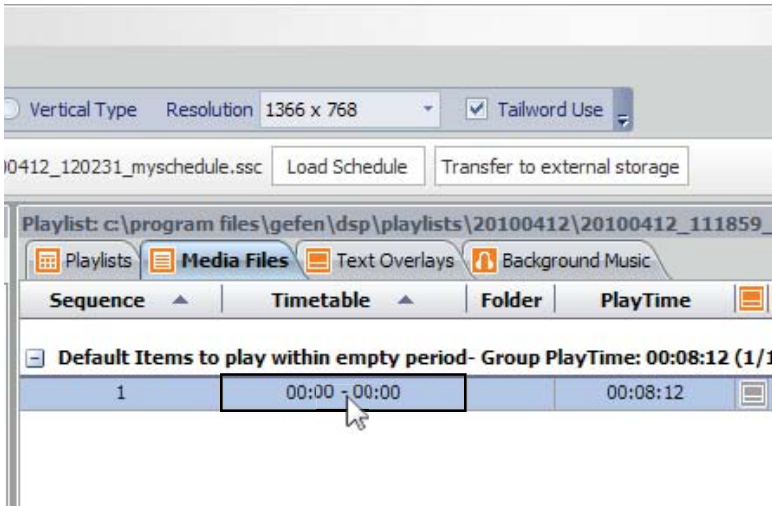 Vertical Type Resolution 1366 x 768 Tailword Use
00412_120231_myschedule.ssc Load Schedule Transfer to external storage
Playlist: c:\program files\gefen\dsp\playlists\20100412\20100412_111859_
Playlists Media Files Text Overlays Background Music
Sequence Timetable Folder PlayTime
Default Items to play within empty period- Group PlayTime: 00:08:12 (1/1
1 00:00 - 00:00 00:08:12